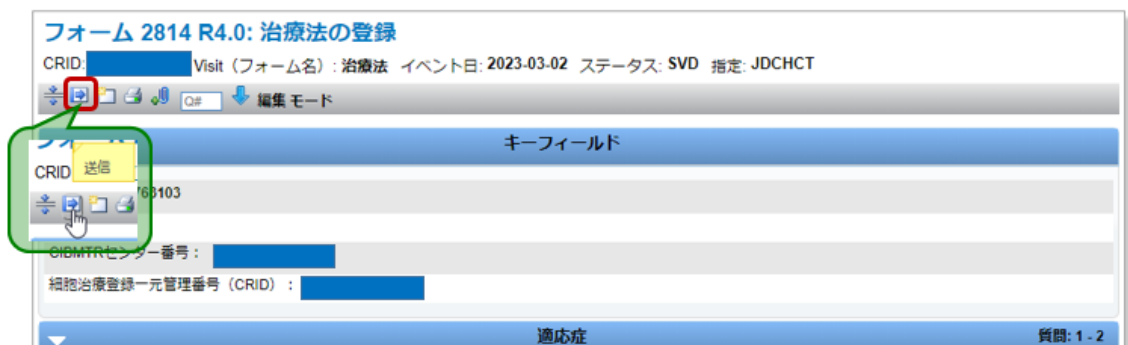 フォーム 2814 R4.0: 治療法の登録
CRID: Visit（フォーム名）: 治療法 イベント日: 2023-03-02 ステータス: SVD 指定: JDCHCT
Q# 編集 モード
キーフィールド
CRID 送信
768103
CIBMTRセンター番号：
細胞治療登録一元管理番号（CRID）：
適応症 質問: 1 - 2